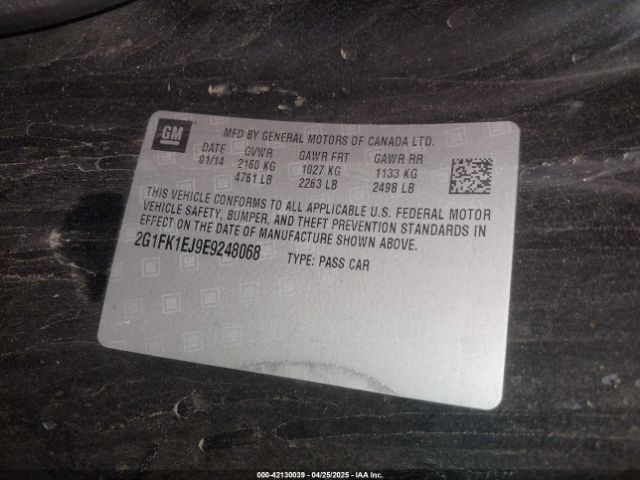 GM
MFD BY GENERAL MOTORS OF CANADA LTD.
DATE GVWR GAWR FRT GAWR RR
01/14 2160 KG 1027 KG 1133 KG
4761 LB 2263 LB 2498 LB
THIS VEHICLE CONFORMS TO ALL APPLICABLE U.S. FEDERAL MOTOR
VEHICLE SAFETY, BUMPER, AND THEFT PREVENTION STANDARDS IN
EFFECT ON THE DATE OF MANUFACTURE SHOWN ABOVE.
2G1FK1EJ9E9248068 TYPE: PASS CAR
000-42130039 - 04/25/2025 - IAA Inc.